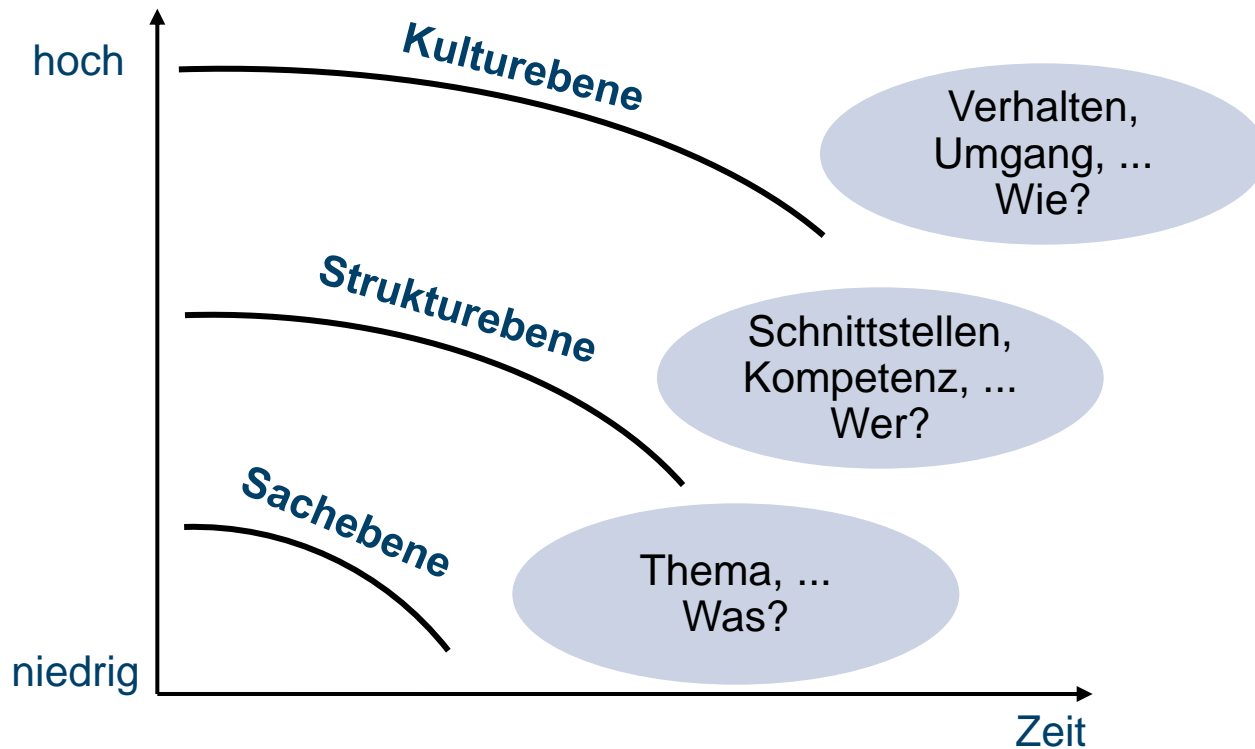 hoch
Kulturebene
Verhalten,
Umgang, ...
Wie?
Strukturebene
Schnittstellen,
Kompetenz, ...
Wer?
Sachebene
Thema, ...
Was?
niedrig
Zeit